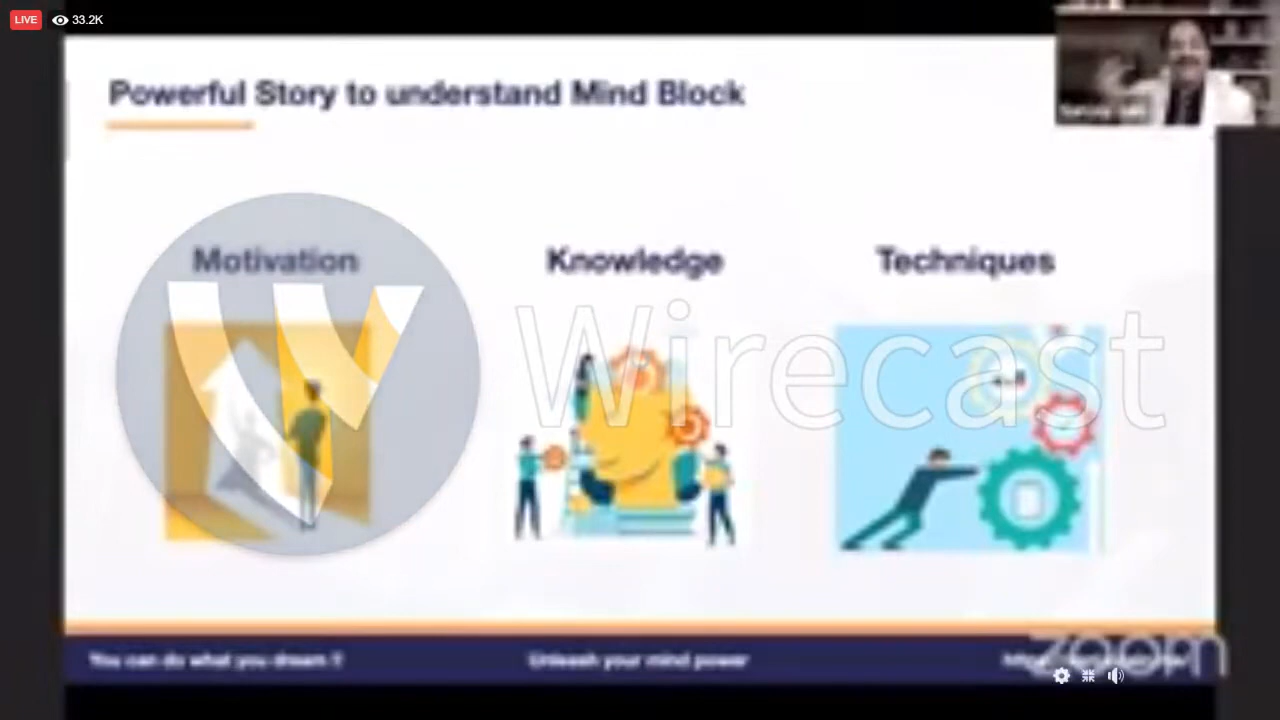 LIVE 33.2K
Powerful Story to understand Mind Block
Motivation Knowledge Techniques
Wirecast
You can do what you dream !! Unleash your mind power
zoom